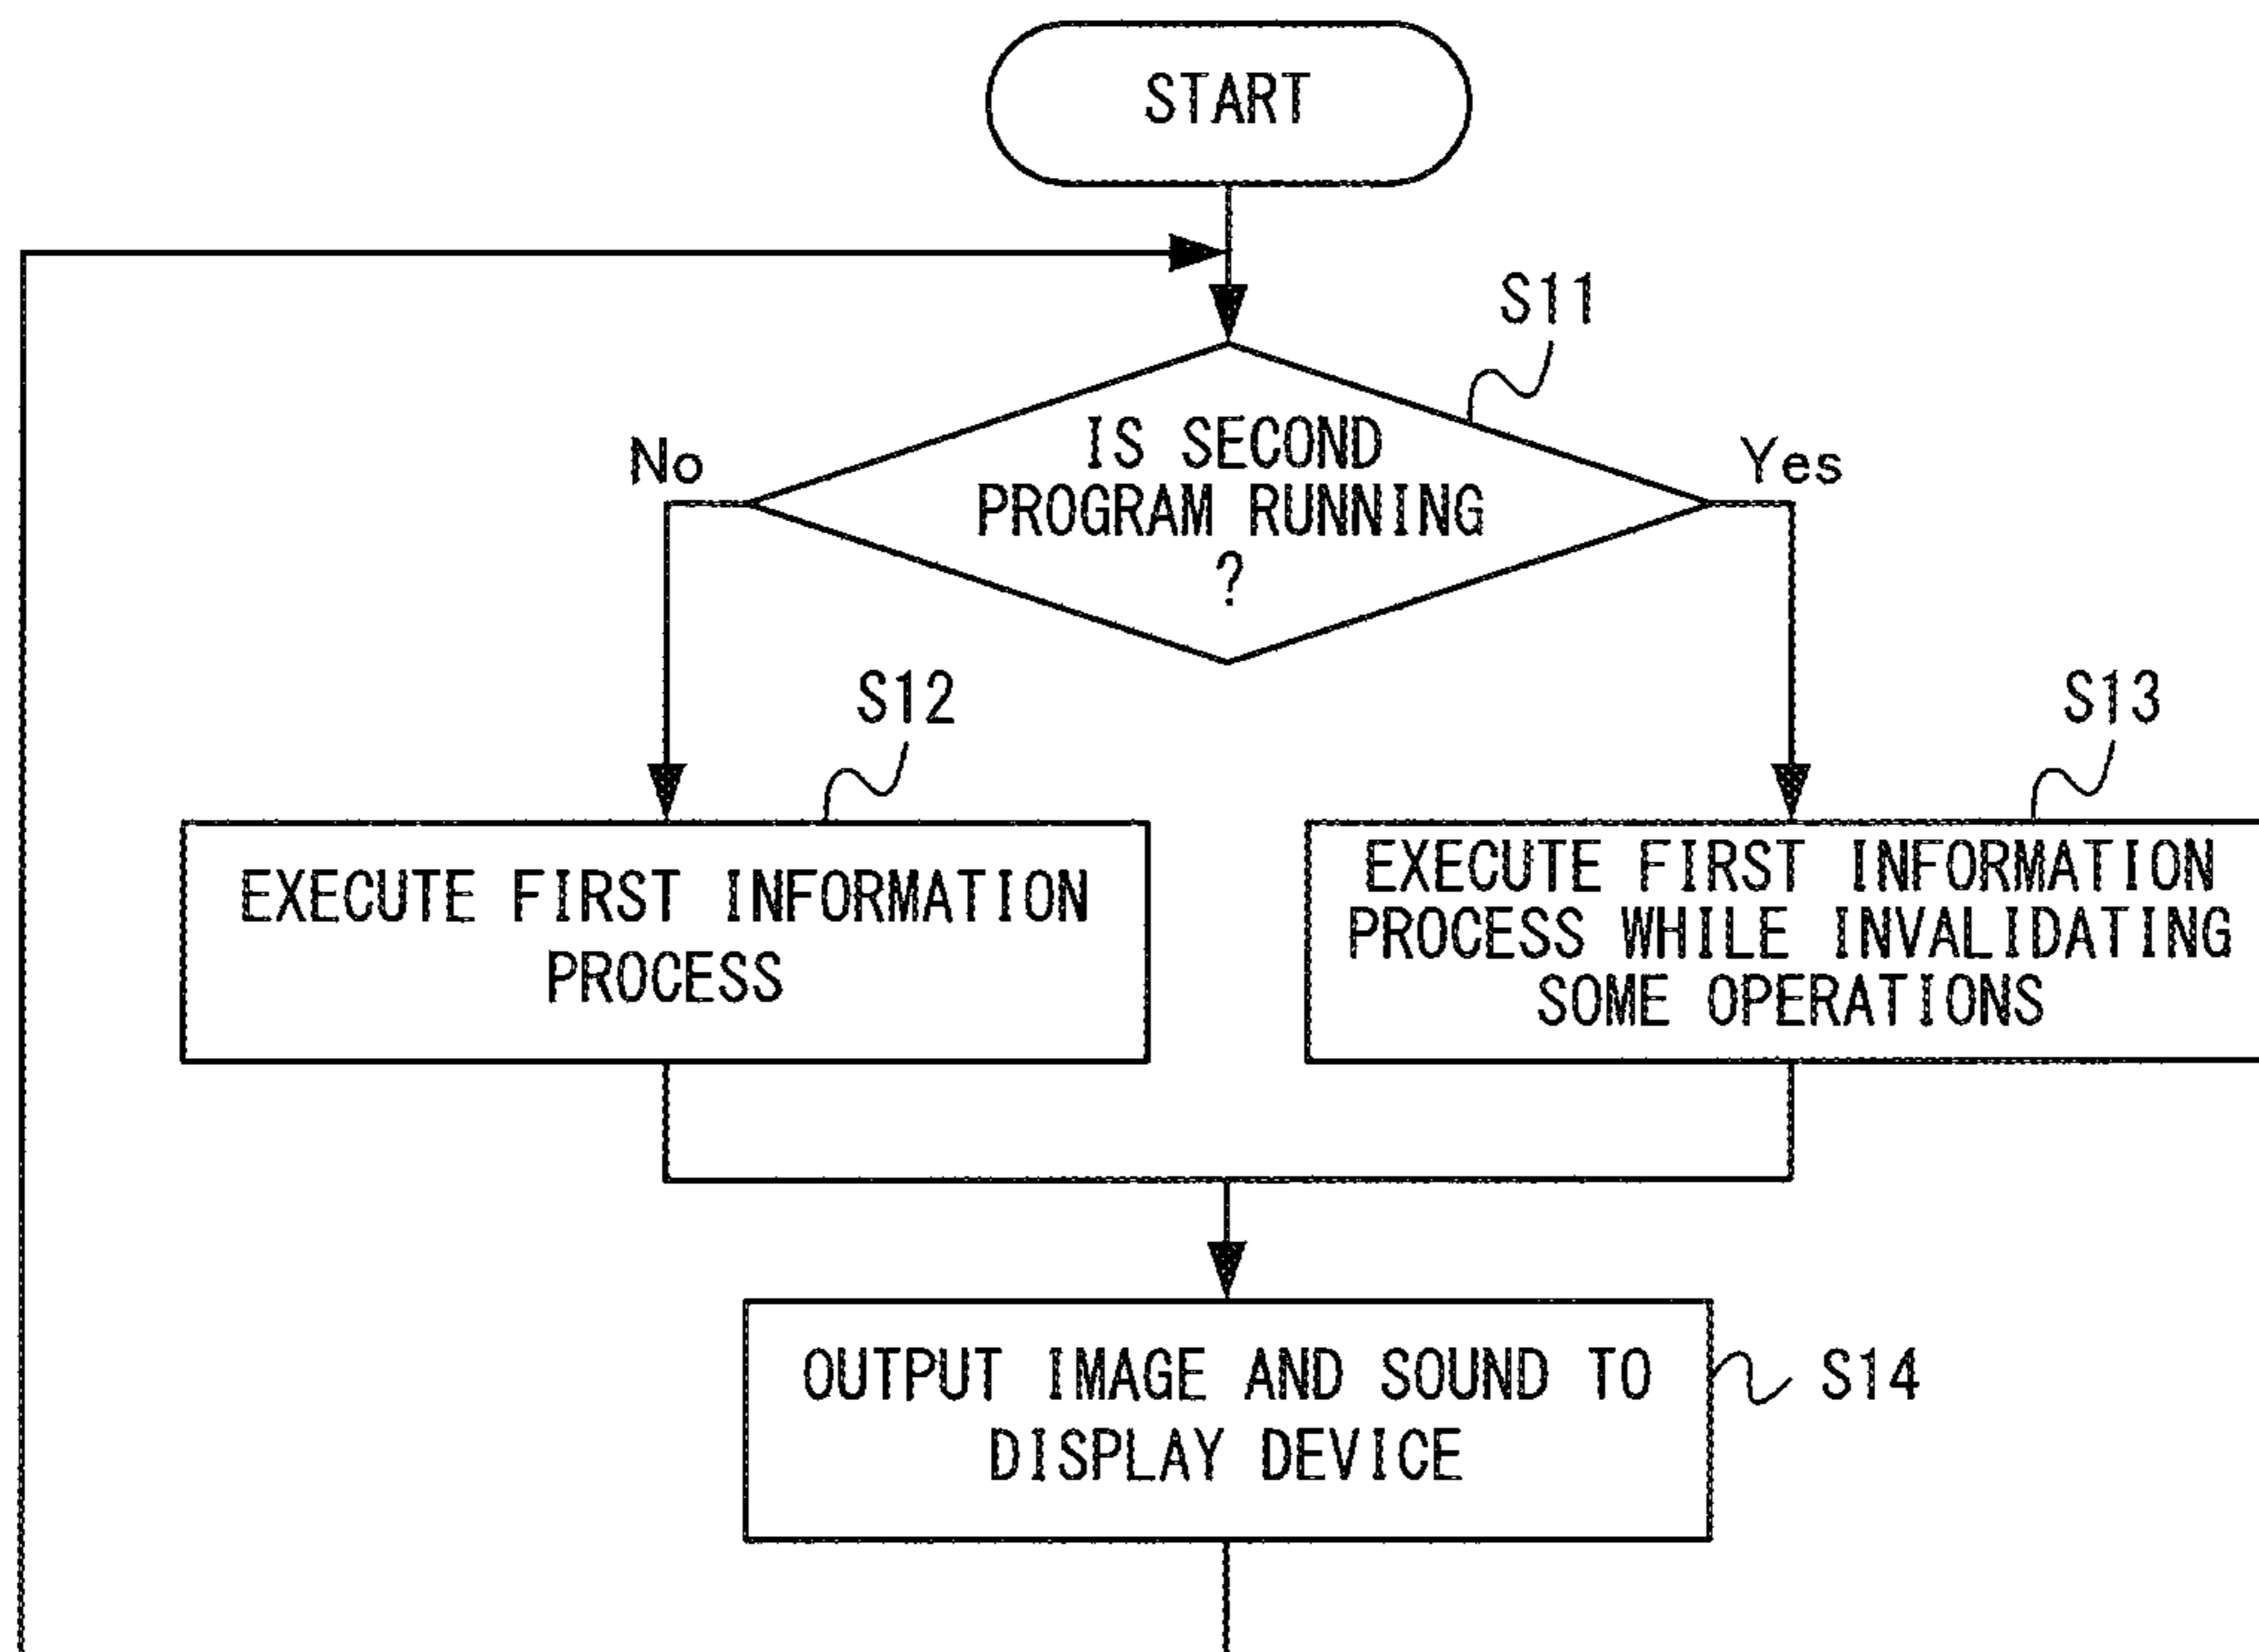 START
S11
IS SECOND
PROGRAM RUNNING
?
No
Yes
S12
S13
EXECUTE FIRST INFORMATION
PROCESS
EXECUTE FIRST INFORMATION
PROCESS WHILE INVALIDATING
SOME OPERATIONS
OUTPUT IMAGE AND SOUND TO
DISPLAY DEVICE
S14